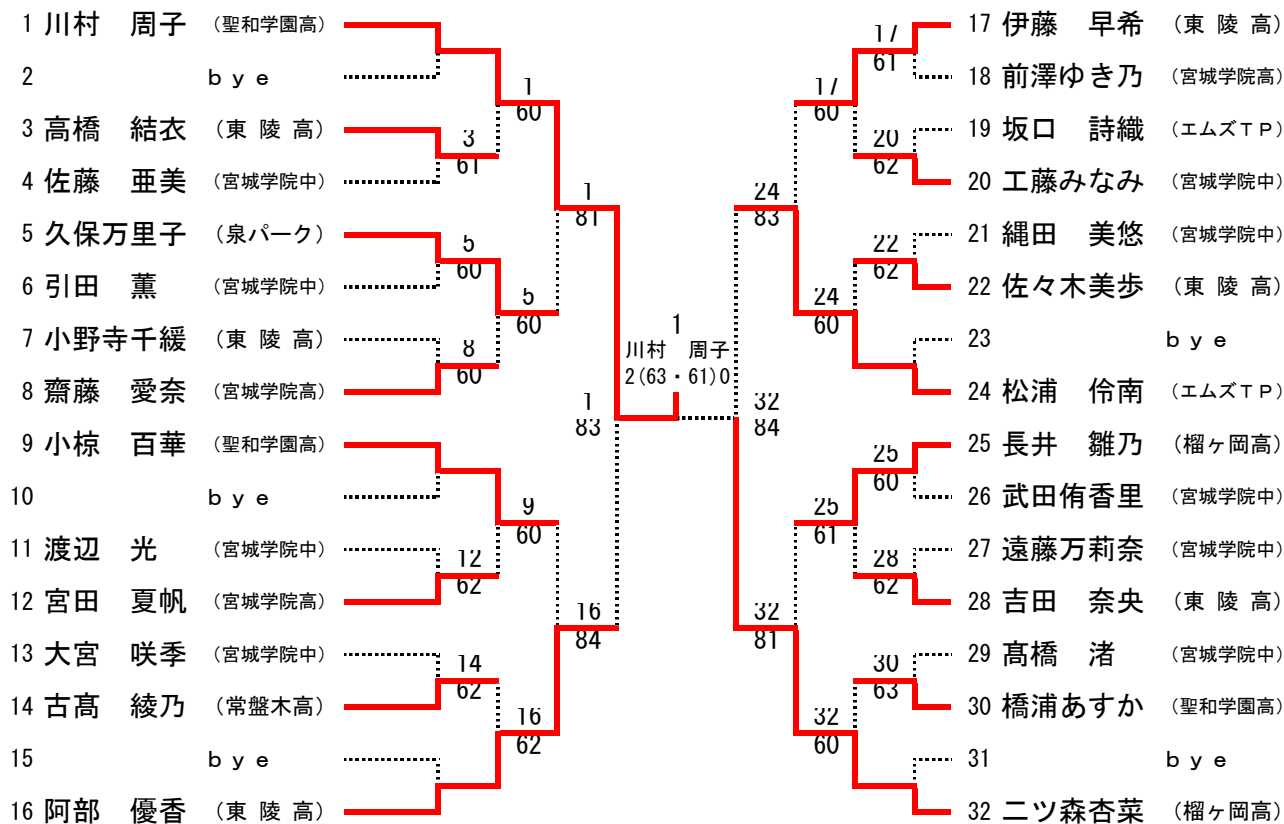 1 川村　周子 (聖和学園高)
2 ｂｙｅ
3 高橋　結衣 (東 陵 高)
4 佐藤　亜美 (宮城学院中)
5 久保万里子 (泉パーク)
6 引田　薫 (宮城学院中)
7 小野寺千緩 (東 陵 高)
8 齋藤　愛奈 (宮城学院高)
9 小椋　百華 (聖和学園高)
10 ｂｙｅ
11 渡辺　光 (宮城学院中)
12 宮田　夏帆 (宮城学院高)
13 大宮　咲季 (宮城学院中)
14 古髙　綾乃 (常盤木高)
15 ｂｙｅ
16 阿部　優香 (東 陵 高)
3
61
5
60
8
60
12
62
14
62
1
60
5
60
9
60
16
62
1
81
16
84
1
83
1
川村　周子
2(63・61)0
32
84
24
83
32
81
17
60
24
60
25
61
32
60
17
61
20
62
22
62
25
60
28
62
30
63
17 伊藤　早希 (東 陵 高)
18 前澤ゆき乃 (宮城学院高)
19 坂口　詩織 (エムズＴＰ)
20 工藤みなみ (宮城学院中)
21 縄田　美悠 (宮城学院中)
22 佐々木美歩 (東 陵 高)
23 ｂｙｅ
24 松浦　伶南 (エムズＴＰ)
25 長井　雛乃 (榴ヶ岡高)
26 武田侑香里 (宮城学院中)
27 遠藤万莉奈 (宮城学院中)
28 吉田　奈央 (東 陵 高)
29 髙橋　渚 (宮城学院中)
30 橋浦あすか (聖和学園高)
31 ｂｙｅ
32 二ツ森杏菜 (榴ヶ岡高)